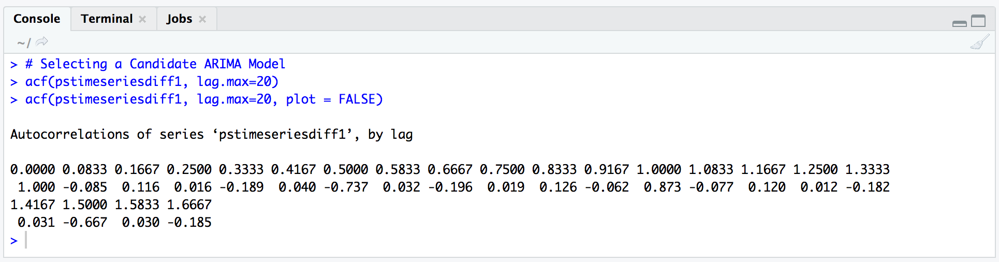 Console Terminal Jobs
~/
> # Selecting a Candidate ARIMA Model
> acf(pstimeseriesdiff1, lag.max=20)
> acf(pstimeseriesdiff1, lag.max=20, plot = FALSE)
Autocorrelations of series ‘pstimeseriesdiff1’, by lag
0.0000 0.0833 0.1667 0.2500 0.3333 0.4167 0.5000 0.5833 0.6667 0.7500 0.8333 0.9167 1.0000 1.0833 1.1667 1.2500 1.3333
1.000 -0.085 0.116 0.016 -0.189 0.040 -0.737 0.032 -0.196 0.019 0.126 -0.062 0.873 -0.077 0.120 0.012 -0.182
1.4167 1.5000 1.5833 1.6667
0.031 -0.667 0.030 -0.185
>